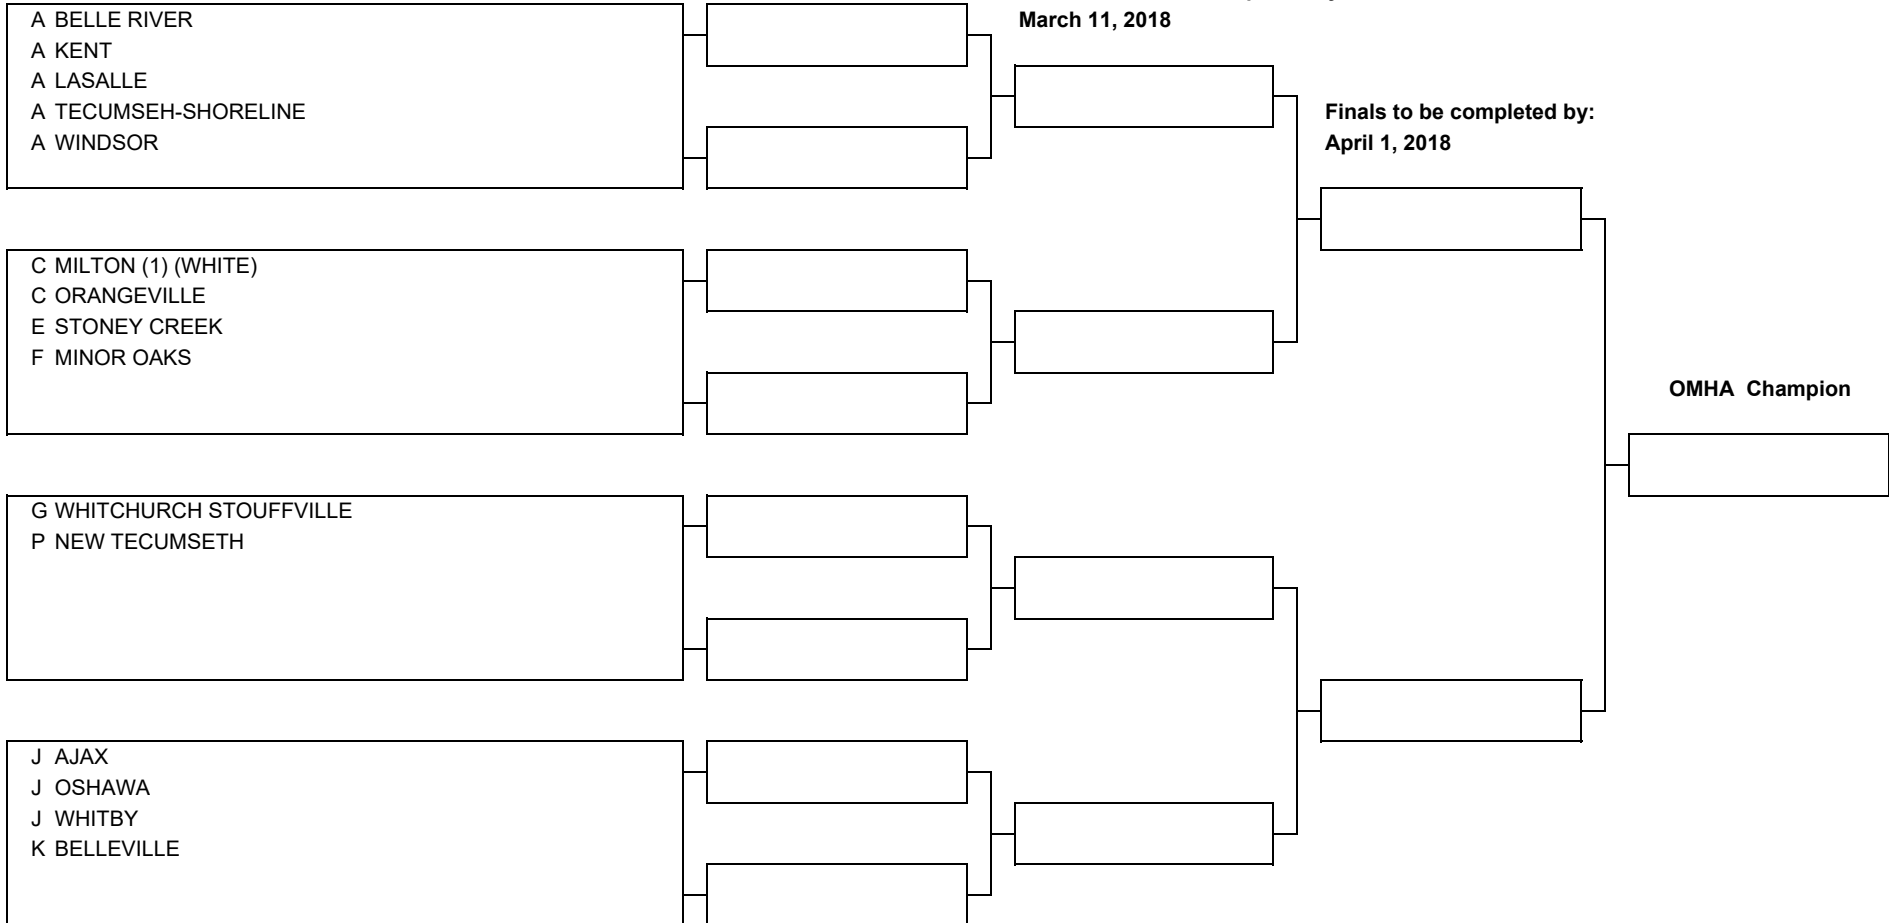 March 11, 2018
A BELLE RIVER
A KENT
A LASALLE
A TECUMSEH-SHORELINE
A WINDSOR
Finals to be completed by:
April 1, 2018
C MILTON (1) (WHITE)
C ORANGEVILLE
E STONEY CREEK
F MINOR OAKS
OMHA Champion
G WHITCHURCH STOUFFVILLE
P NEW TECUMSETH
J AJAX
J OSHAWA
J WHITBY
K BELLEVILLE